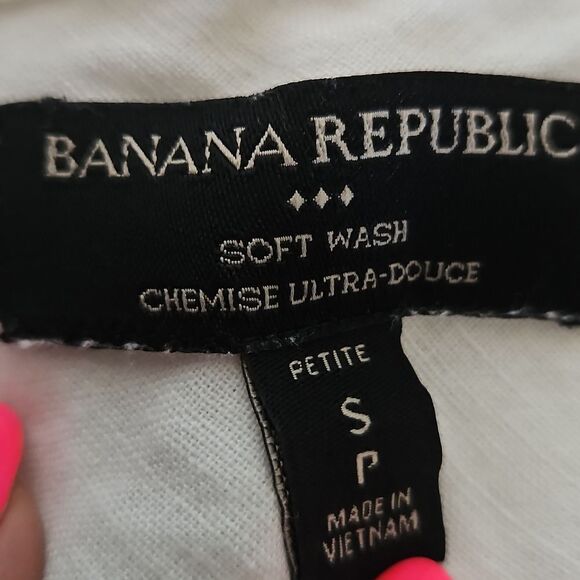 BANANA REPUBLIC
SOFT WASH
CHEMISE ULTRA-DOUCE
PETITE
S
P
MADE IN
VIETNAM